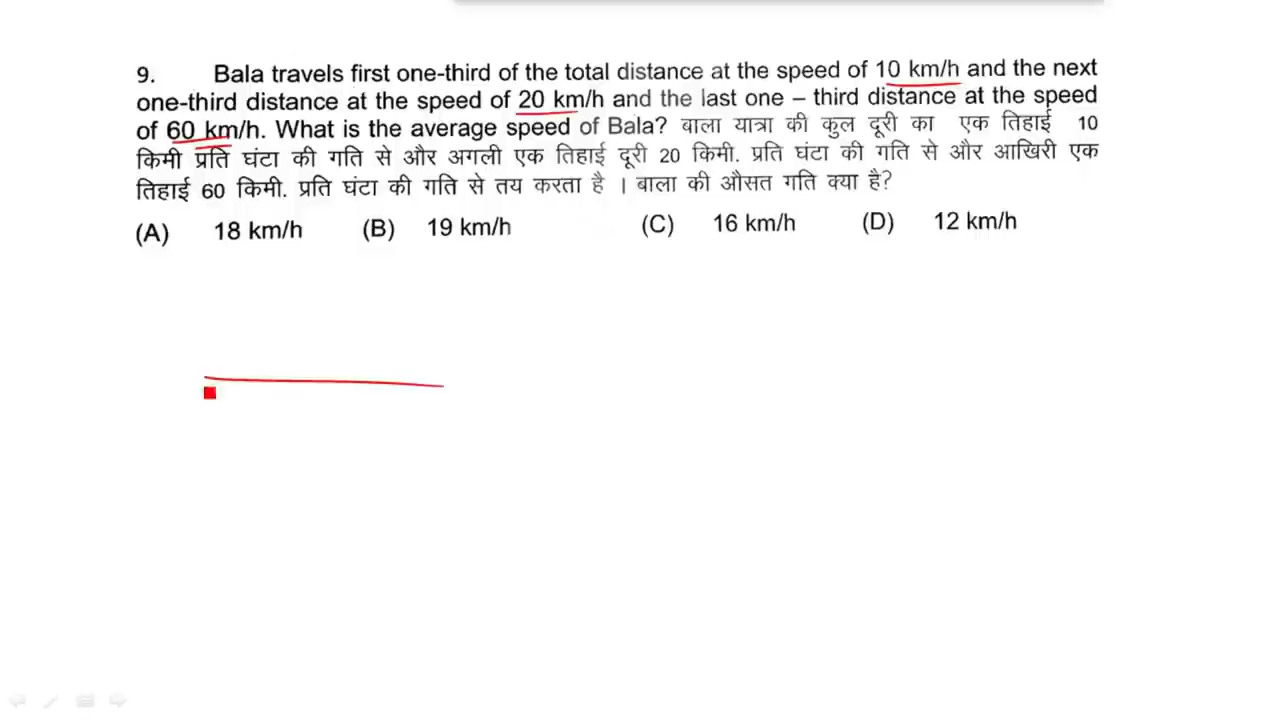 9. Bala travels first one-third of the total distance at the speed of 10 km/h and the next
one-third distance at the speed of 20 km/h and the last one – third distance at the speed
of 60 km/h. What is the average speed of Bala? बाला यात्रा की कुल दूरी का एक तिहाई 10
किमी प्रति घंटा की गति से और अगली एक तिहाई दूरी 20 किमी. प्रति घंटा की गति से और आखिरी एक
तिहाई 60 किमी. प्रति घंटा की गति से तय करता है । बाला की औसत गति क्या है?
(A) 18 km/h (B) 19 km/h (C) 16 km/h (D) 12 km/h